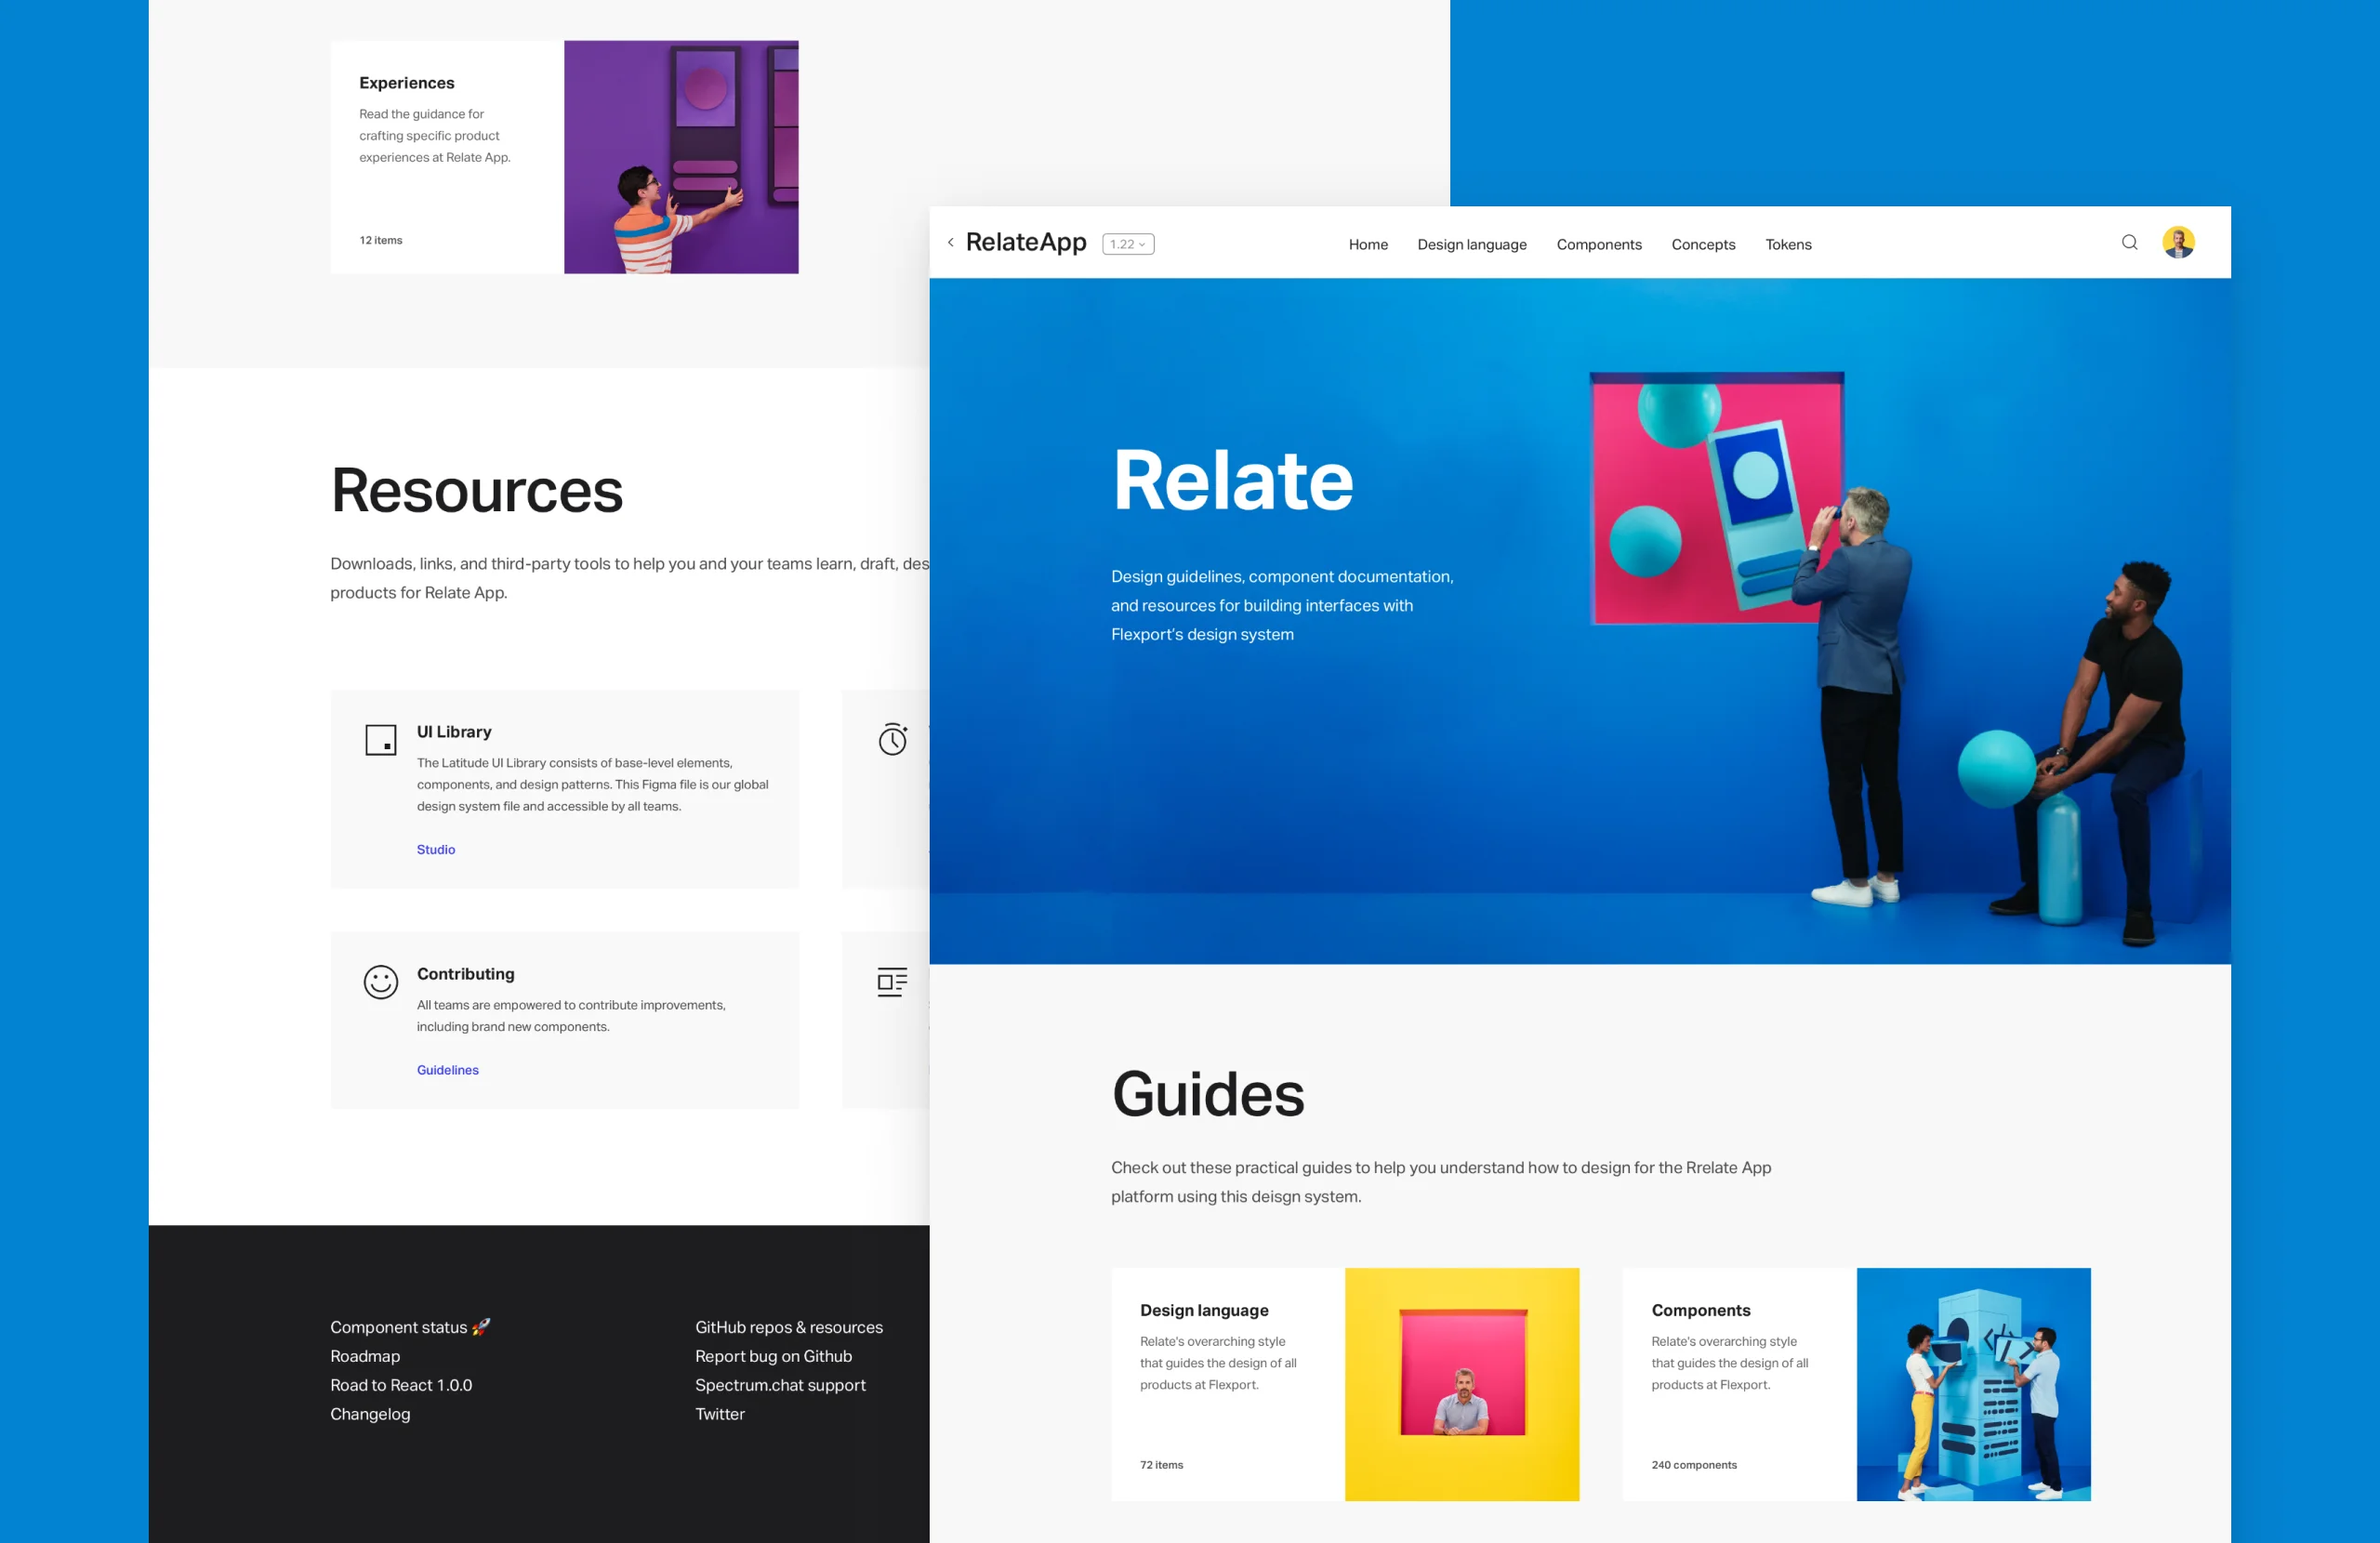 Experiences
Read the guidance for
crafting specific product
experiences at Relate App.
12 items
Resources
Downloads, links, and third-party tools to help you and your teams learn, draft, des
products for Relate App.
UI Library
The Latitude UI Library consists of base-level elements,
components, and design patterns. This Figma file is our global
design system file and accessible by all teams.
Studio
Contributing
All teams are empowered to contribute improvements,
including brand new components.
Guidelines
Component status 🚀
Roadmap
Road to React 1.0.0
Changelog
GitHub repos & resources
Report bug on Github
Spectrum.chat support
Twitter
RelateApp 1.22
Home Design language Components Concepts Tokens
Relate
Design guidelines, component documentation,
and resources for building interfaces with
Flexport’s design system
Guides
Check out these practical guides to help you understand how to design for the Rrelate App
platform using this deisgn system.
Design language
Relate's overarching style
that guides the design of all
products at Flexport.
72 items
Components
Relate's overarching style
that guides the design of all
products at Flexport.
240 components